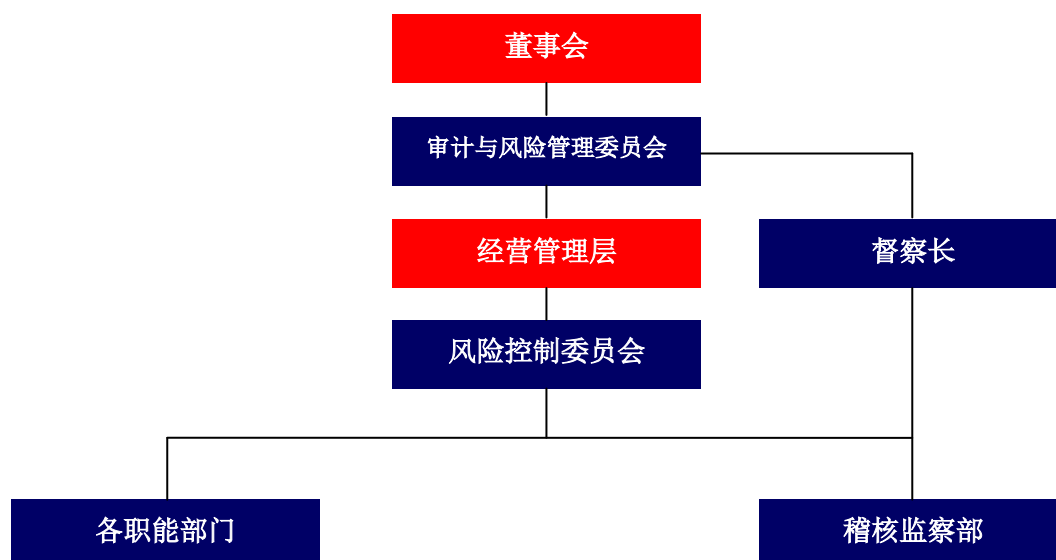 董事会
审计与风险管理委员会
经营管理层
督察长
风险控制委员会
各职能部门
稽核监察部